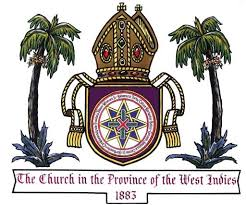 The Church in the Province of the West Indies
1883